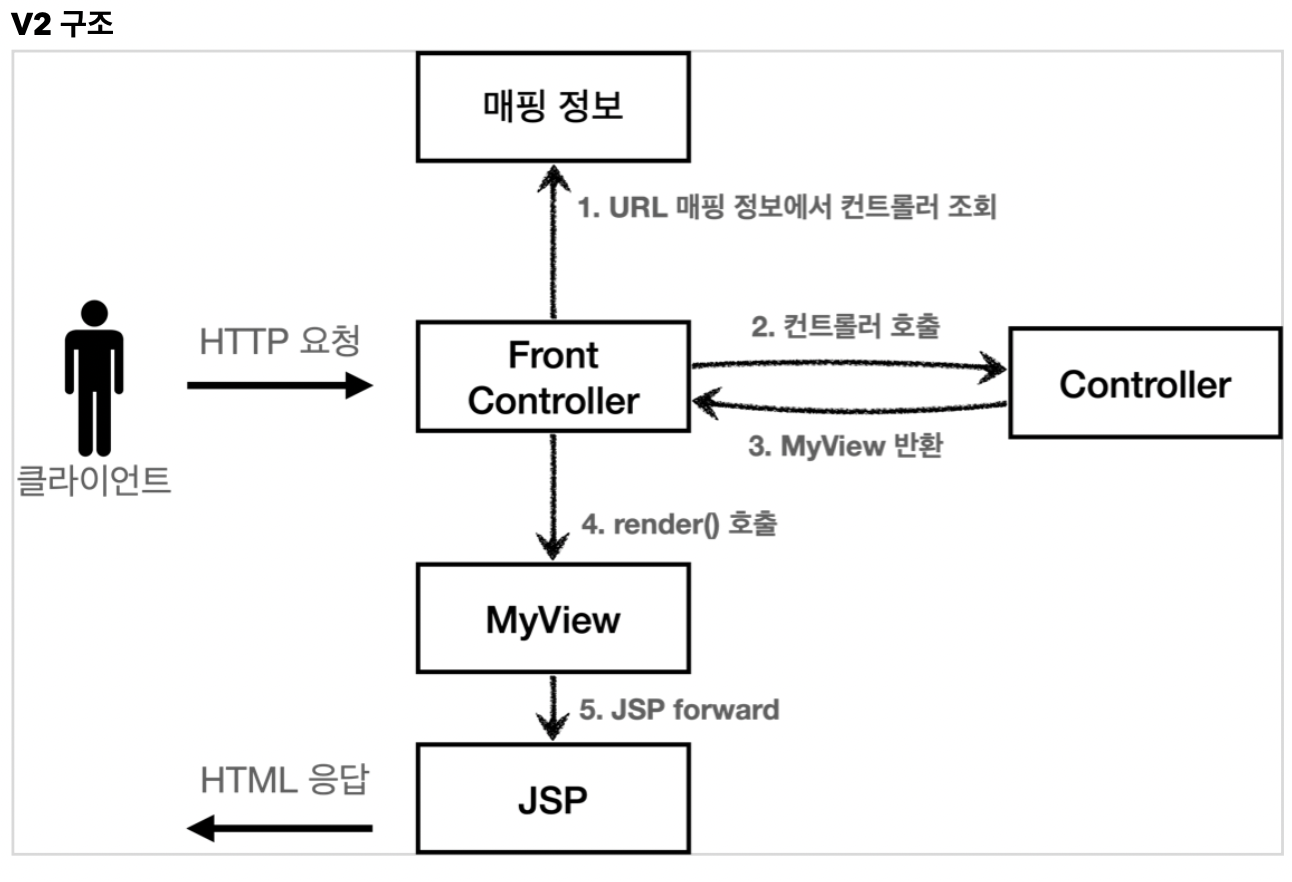 V2 구조
매핑 정보
1. URL 매핑 정보에서 컨트롤러 조회
HTTP 요청
클라이언트
Front
Controller
2. 컨트롤러 호출
Controller
3. MyView 반환
4. render() 호출
MyView
5. JSP forward
HTML 응답
JSP